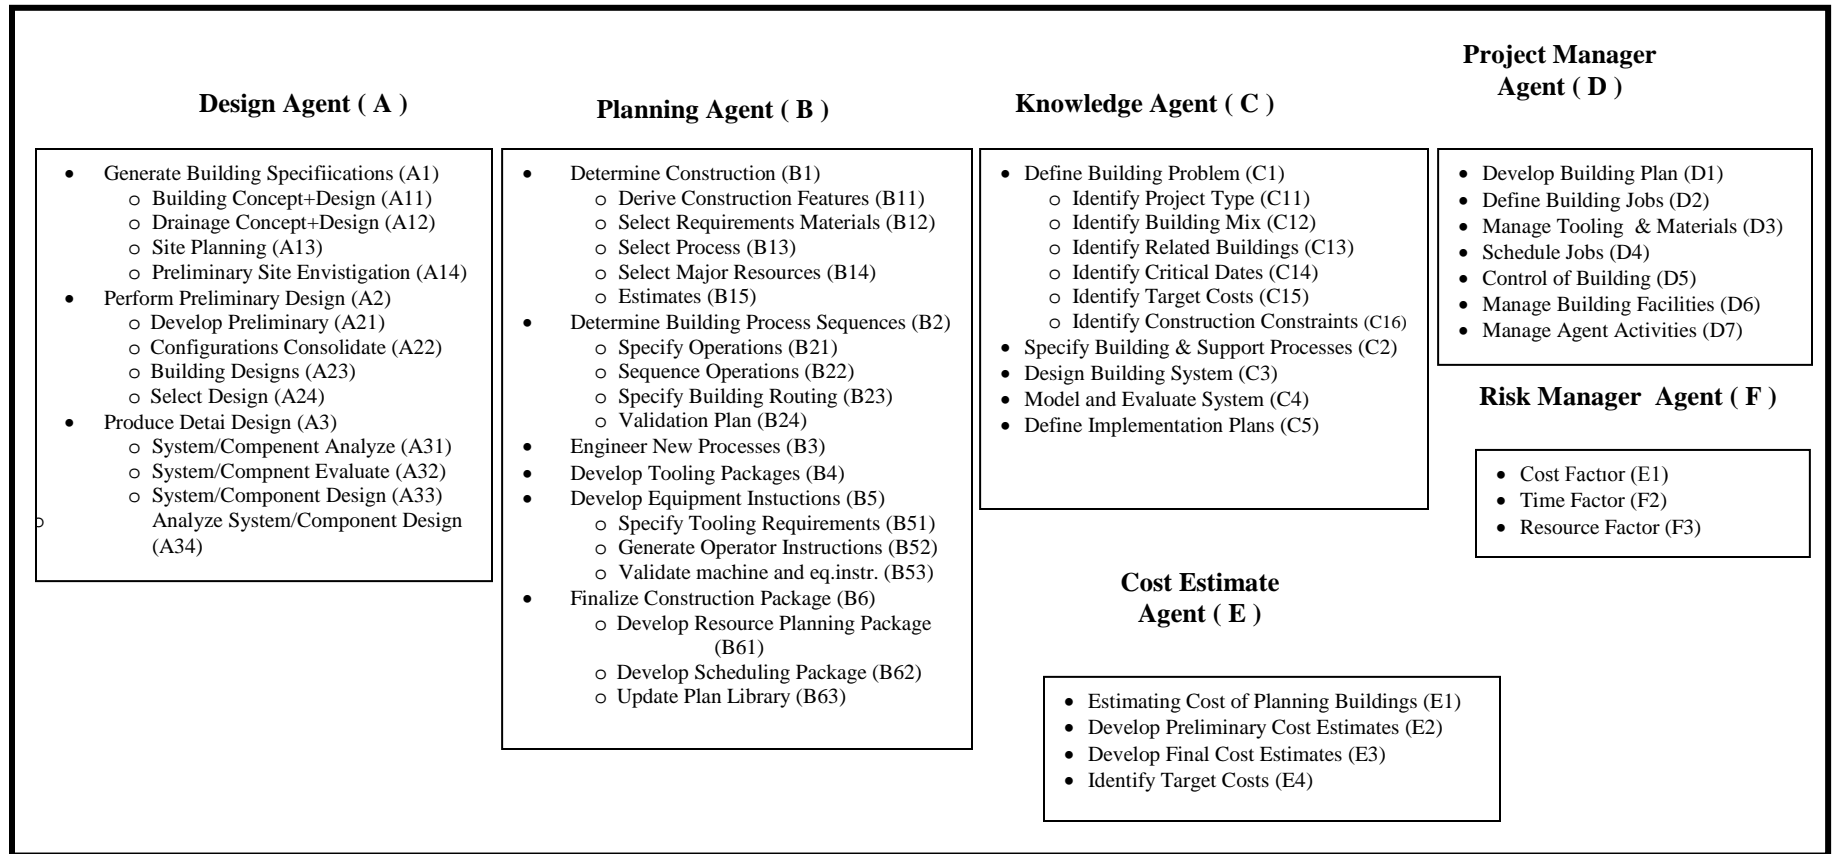 Design Agent ( A )
• Generate Building Specifiications (A1)
o Building Concept+Design (A11)
o Drainage Concept+Design (A12)
o Site Planning (A13)
o Preliminary Site Envistigation (A14)
• Perform Preliminary Design (A2)
o Develop Preliminary (A21)
o Configurations Consolidate (A22)
o Building Designs (A23)
o Select Design (A24)
• Produce Detai Design (A3)
o System/Compenent Analyze (A31)
o System/Compnent Evaluate (A32)
o System/Component Design (A33)
o Analyze System/Component Design
(A34)
Planning Agent ( B )
• Determine Construction (B1)
o Derive Construction Features (B11)
o Select Requirements Materials (B12)
o Select Process (B13)
o Select Major Resources (B14)
o Estimates (B15)
• Determine Building Process Sequences (B2)
o Specify Operations (B21)
o Sequence Operations (B22)
o Specify Building Routing (B23)
o Validation Plan (B24)
• Engineer New Processes (B3)
• Develop Tooling Packages (B4)
• Develop Equipment Instuctions (B5)
o Specify Tooling Requirements (B51)
o Generate Operator Instructions (B52)
o Validate machine and eq.instr. (B53)
• Finalize Construction Package (B6)
o Develop Resource Planning Package
(B61)
o Develop Scheduling Package (B62)
o Update Plan Library (B63)
Knowledge Agent ( C )
• Define Building Problem (C1)
o Identify Project Type (C11)
o Identify Building Mix (C12)
o Identify Related Buildings (C13)
o Identify Critical Dates (C14)
o Identify Target Costs (C15)
o Identify Construction Constraints (C16)
• Specify Building & Support Processes (C2)
• Design Building System (C3)
• Model and Evaluate System (C4)
• Define Implementation Plans (C5)
Project Manager
Agent ( D )
• Develop Building Plan (D1)
• Define Building Jobs (D2)
• Manage Tooling & Materials (D3)
• Schedule Jobs (D4)
• Control of Building (D5)
• Manage Building Facilities (D6)
• Manage Agent Activities (D7)
Risk Manager Agent ( F )
• Cost Factıor (E1)
• Time Factor (F2)
• Resource Factor (F3)
Cost Estimate
Agent ( E )
• Estimating Cost of Planning Buildings (E1)
• Develop Preliminary Cost Estimates (E2)
• Develop Final Cost Estimates (E3)
• Identify Target Costs (E4)